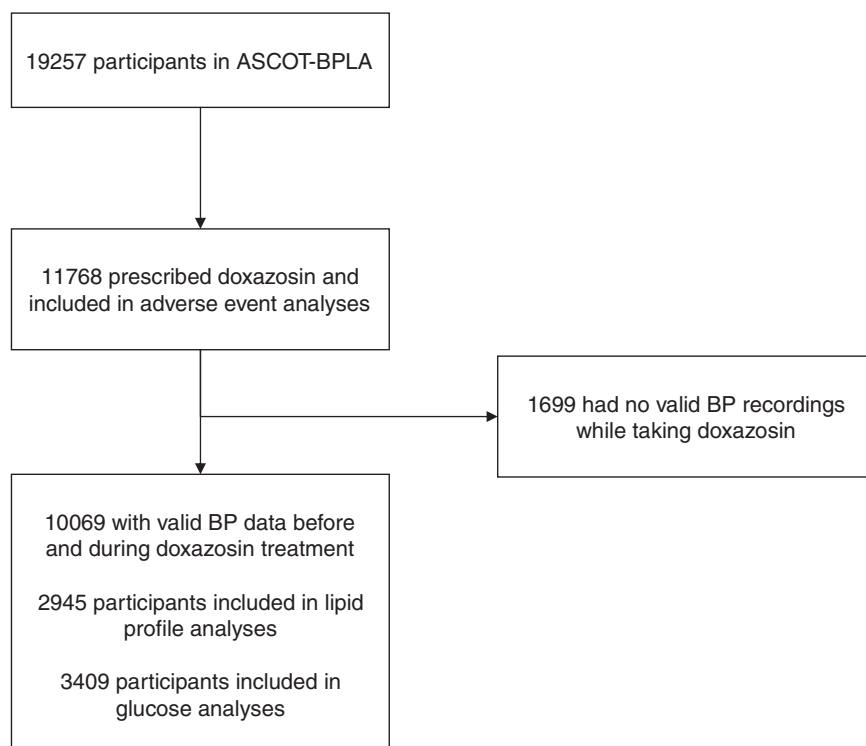 19257 participants in ASCOT-BPLA
11768 prescribed doxazosin and
included in adverse event analyses
1699 had no valid BP recordings
while taking doxazosin
10069 with valid BP data before
and during doxazosin treatment
2945 participants included in lipid
profile analyses
3409 participants included in
glucose analyses